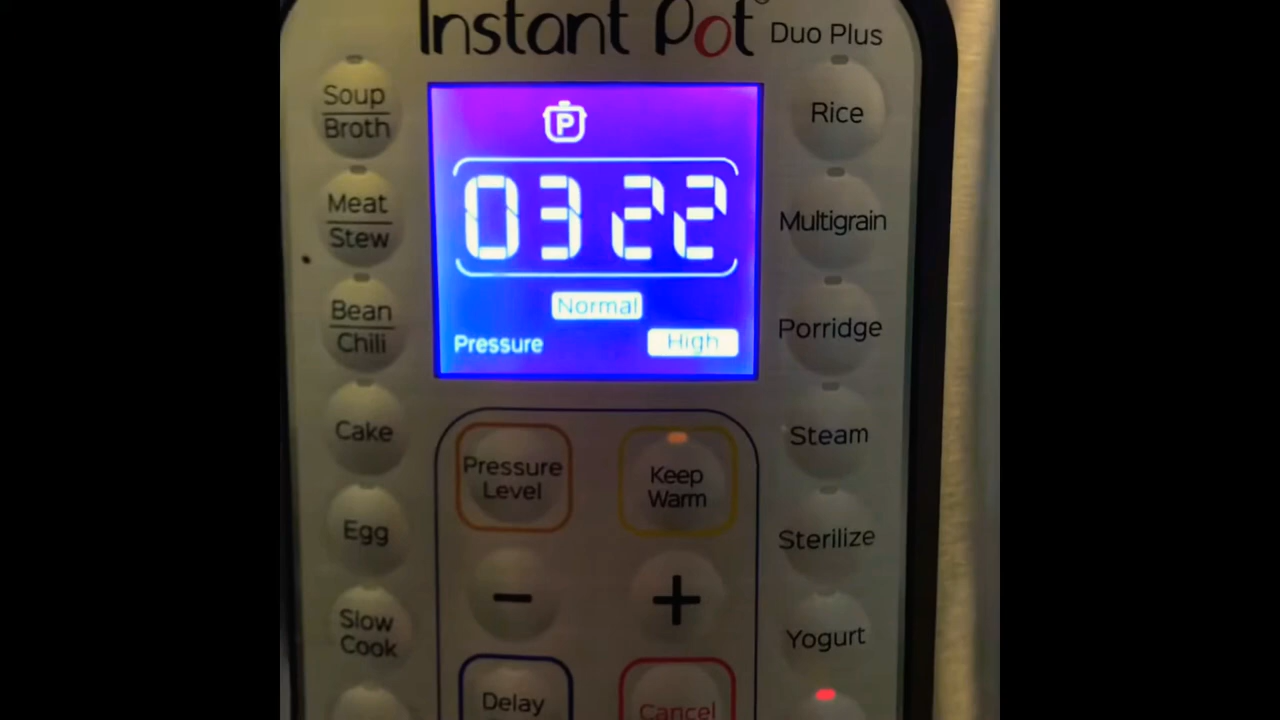 Instant Pot® Duo Plus
Soup
Broth
Rice
P
03 22
Meat
Stew
Multigrain
Normal
Bean
Chili
Pressure
High
Porridge
Cake
Steam
Pressure
Level
Keep
Warm
Egg
Sterilize
−
+
Slow
Cook
Yogurt
Delay
Cancel